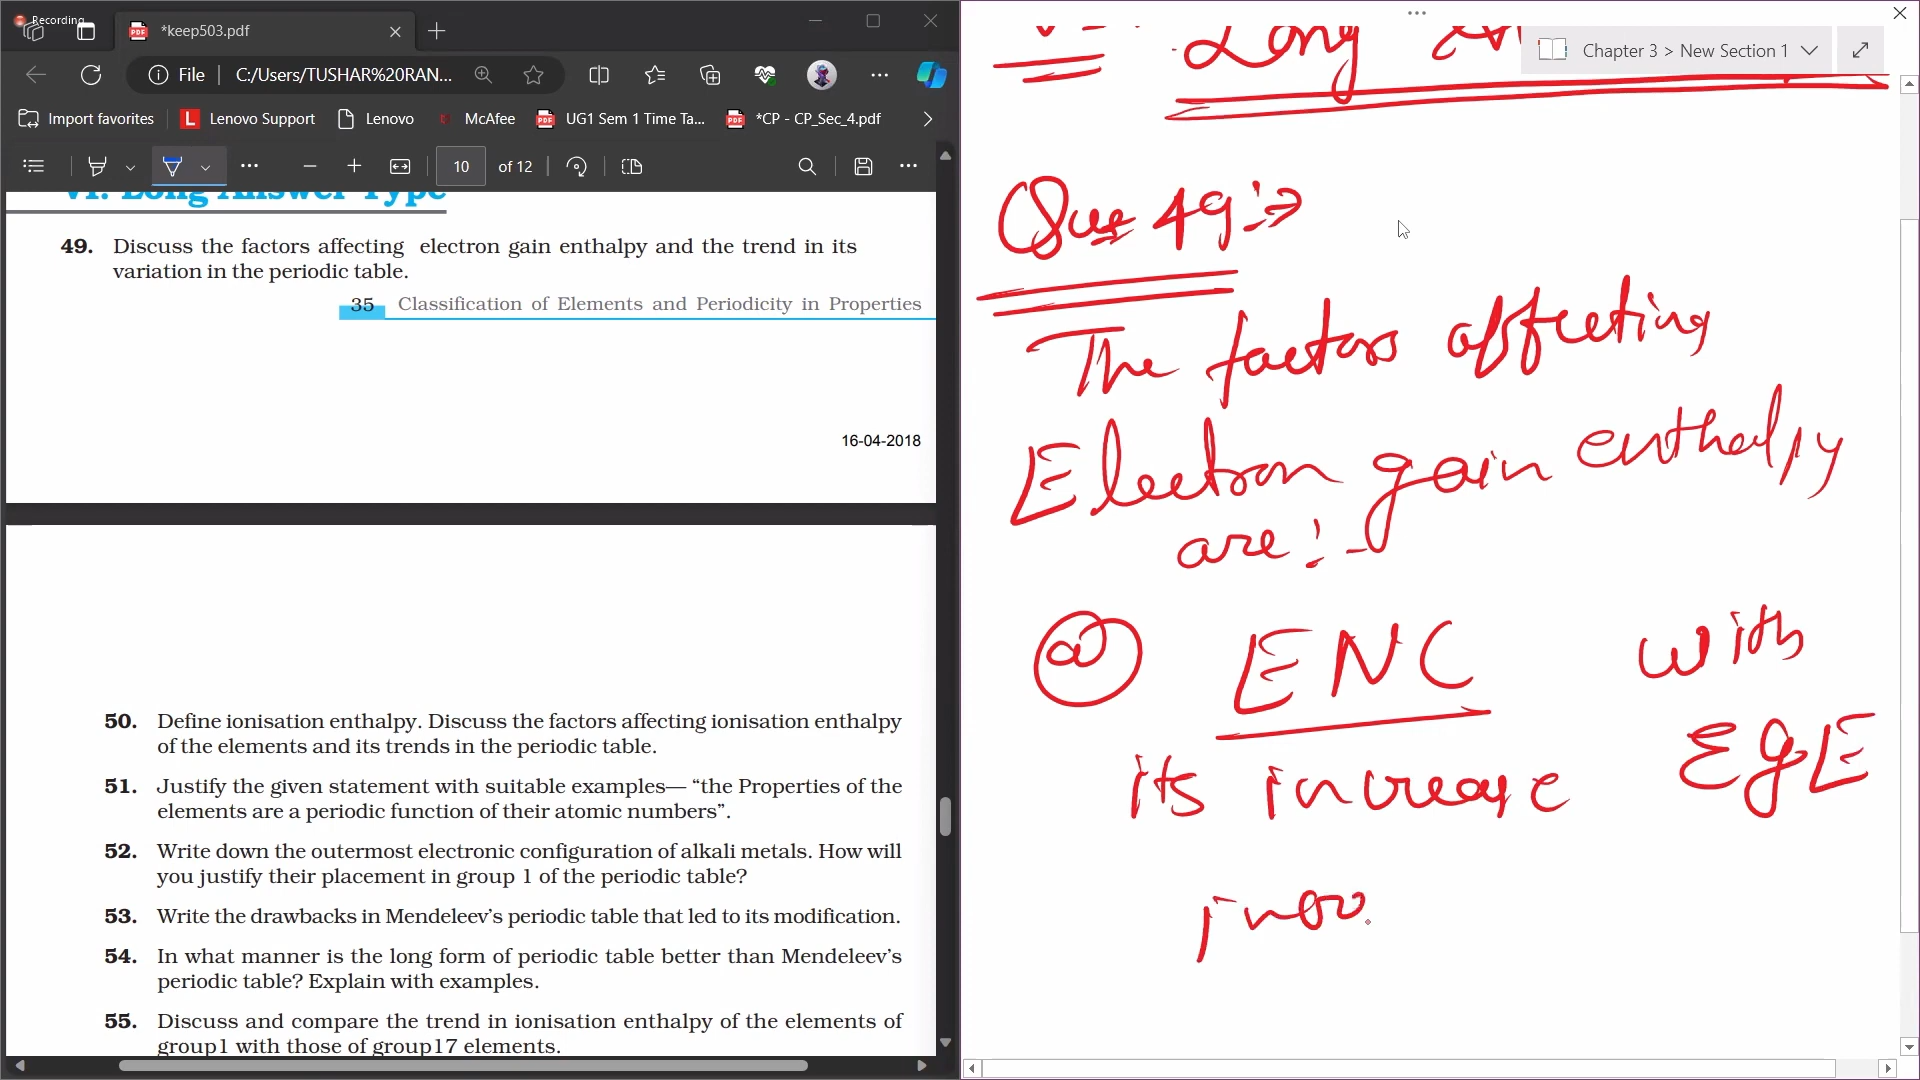 Recording
*keep503.pdf
File
C:/Users/TUSHAR%20RAN...
Import favorites
Lenovo Support
Lenovo
McAfee
UG1 Sem 1 Time Ta...
*CP - CP_Sec_4.pdf
10 of 12
VI. Long Answer Type
49. Discuss the factors affecting electron gain enthalpy and the trend in its
variation in the periodic table.
35 Classification of Elements and Periodicity in Properties
16-04-2018
50. Define ionisation enthalpy. Discuss the factors affecting ionisation enthalpy
of the elements and its trends in the periodic table.
51. Justify the given statement with suitable examples— “the Properties of the
elements are a periodic function of their atomic numbers”.
52. Write down the outermost electronic configuration of alkali metals. How will
you justify their placement in group 1 of the periodic table?
53. Write the drawbacks in Mendeleev’s periodic table that led to its modification.
54. In what manner is the long form of periodic table better than Mendeleev’s
periodic table? Explain with examples.
55. Discuss and compare the trend in ionisation enthalpy of the elements of
group1 with those of group17 elements.
Chapter 3 > New Section 1
Long
Que 49:⇒
The factors affecting
Electron gain enthalpy
are:-
(a) ENC with
its increase EgE